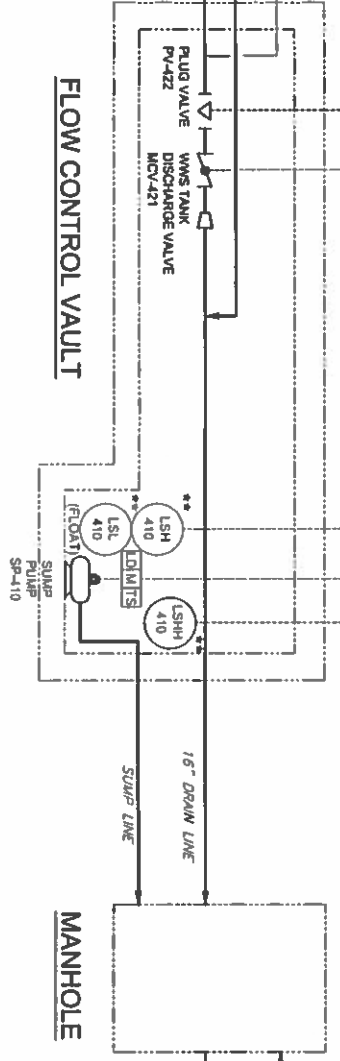 PLUG VALVE
PV-422
WWS TANK
DISCHARGE VALVE
MCV-421
FLOW CONTROL VAULT
**
LSH
410
**
LSL
410
(FLOAT)
LD M TS
LSHH
410
**
SUMP
PUMP
SP-410
16" DRAIN LINE
SUMP LINE
MANHOLE